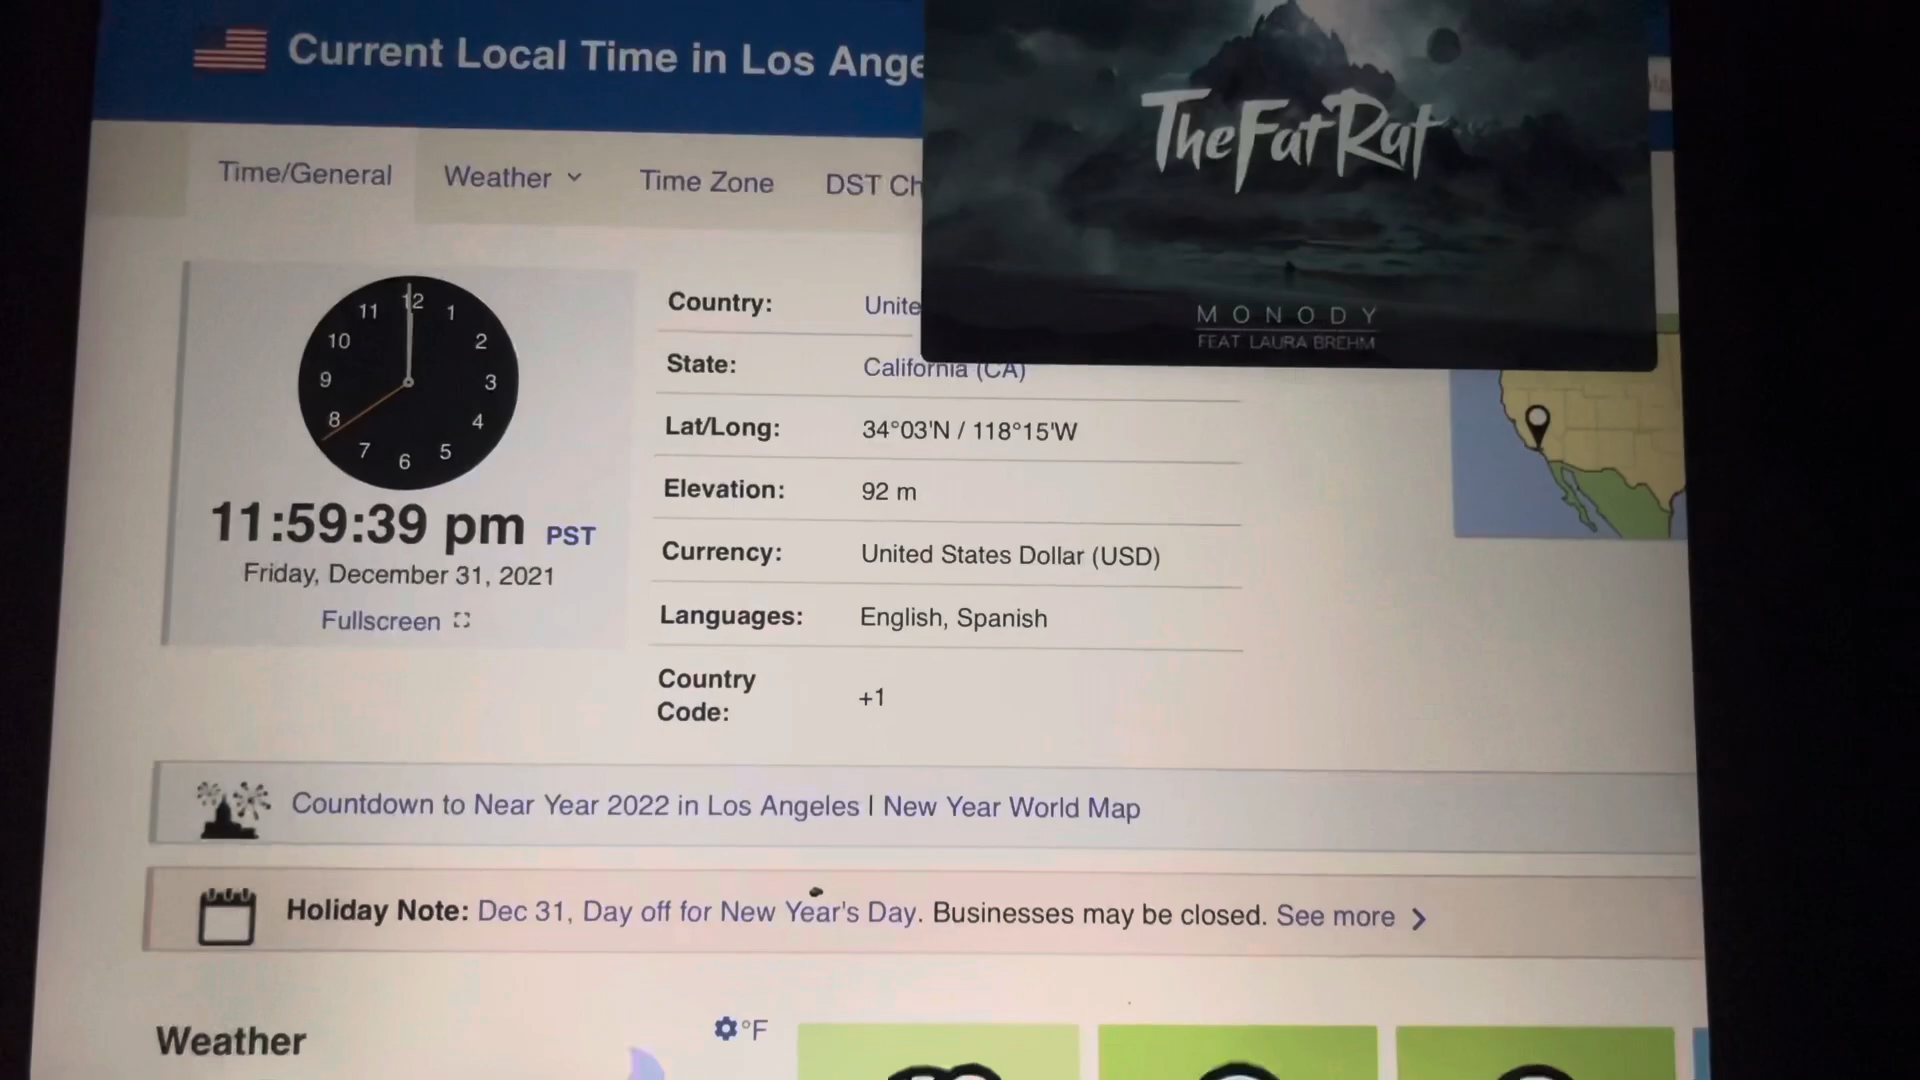 Current Local Time in Los Ange
TheFatRat
MONODY
FEAT. LAURA BREHM
Time/General
Weather
Time Zone
DST Ch
12
1
2
3
4
5
6
7
8
9
10
11
11:59:39 pm PST
Friday, December 31, 2021
Fullscreen
Country: Unite
State: California (CA)
Lat/Long: 34°03'N / 118°15'W
Elevation: 92 m
Currency: United States Dollar (USD)
Languages: English, Spanish
Country
Code: +1
Countdown to Near Year 2022 in Los Angeles | New Year World Map
Holiday Note: Dec 31, Day off for New Year's Day. Businesses may be closed. See more
Weather
°F